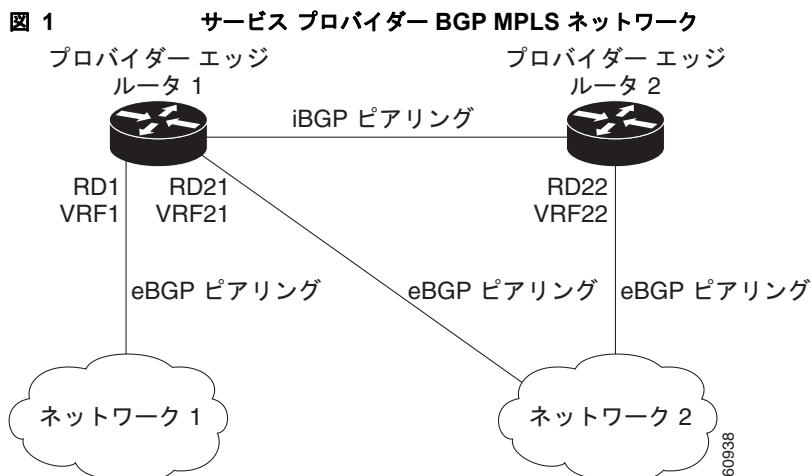 図 1 サービス プロバイダー BGP MPLS ネットワーク
プロバイダー エッジ
ルータ 1
プロバイダー エッジ
ルータ 2
iBGP ピアリング
RD1
VRF1
RD21
VRF21
RD22
VRF22
eBGP ピアリング
eBGP ピアリング
eBGP ピアリング
ネットワーク 1
ネットワーク 2
60938